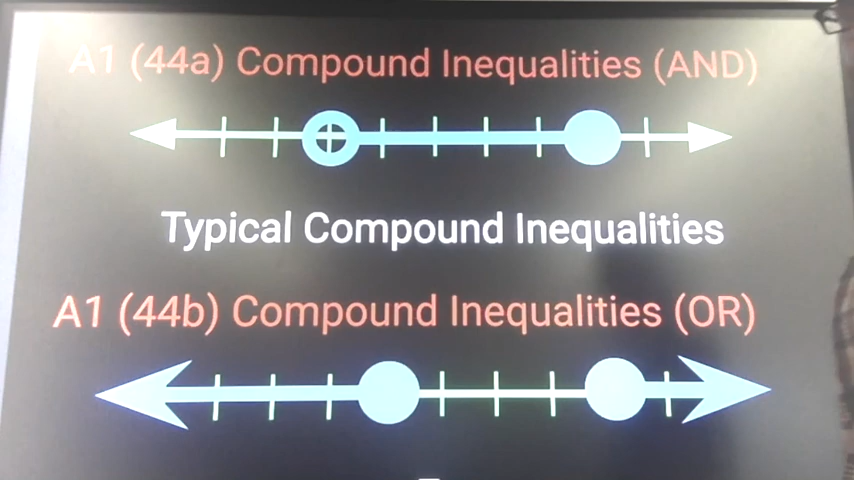 A1 (44a) Compound Inequalities (AND)
Typical Compound Inequalities
A1 (44b) Compound Inequalities (OR)